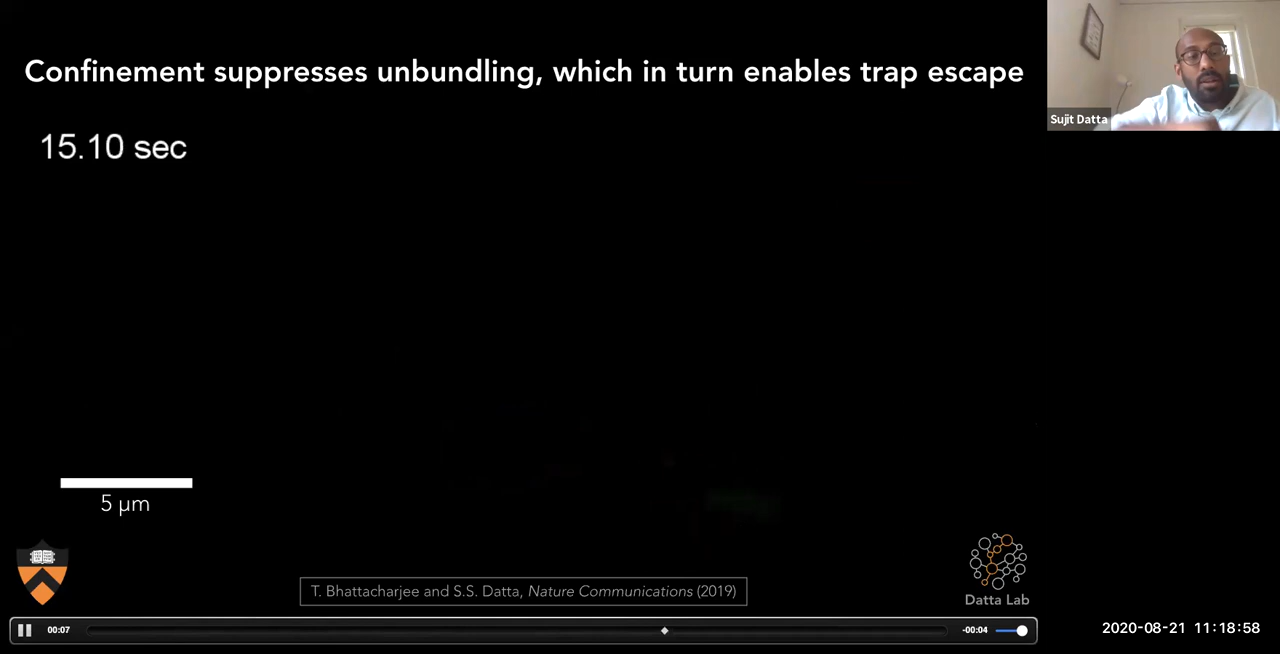 Confinement suppresses unbundling, which in turn enables trap escape
Sujit Datta
15.10 sec
5 μm
T. Bhattacharjee and S.S. Datta, Nature Communications (2019)
Datta Lab
00:07
-00:04
2020-08-21 11:18:58